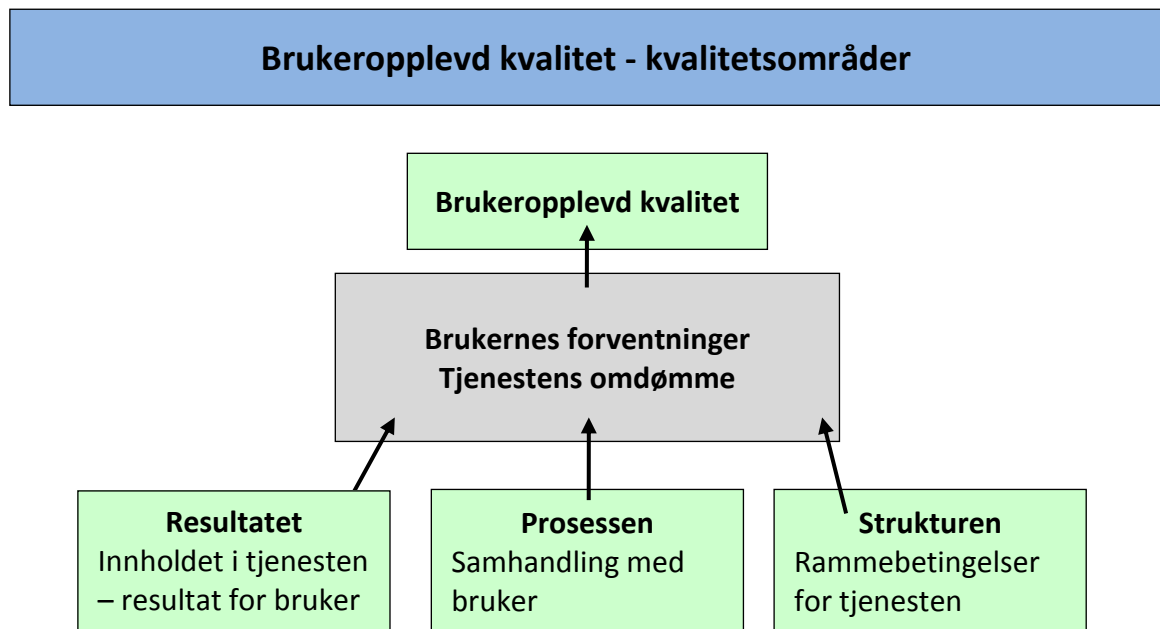 Brukeropplevd kvalitet - kvalitetsområder
Brukeropplevd kvalitet
Brukernes forventninger
Tjenestens omdømme
Resultatet
Innholdet i tjenesten
– resultat for bruker
Prosessen
Samhandling med
bruker
Strukturen
Rammebetingelser
for tjenesten